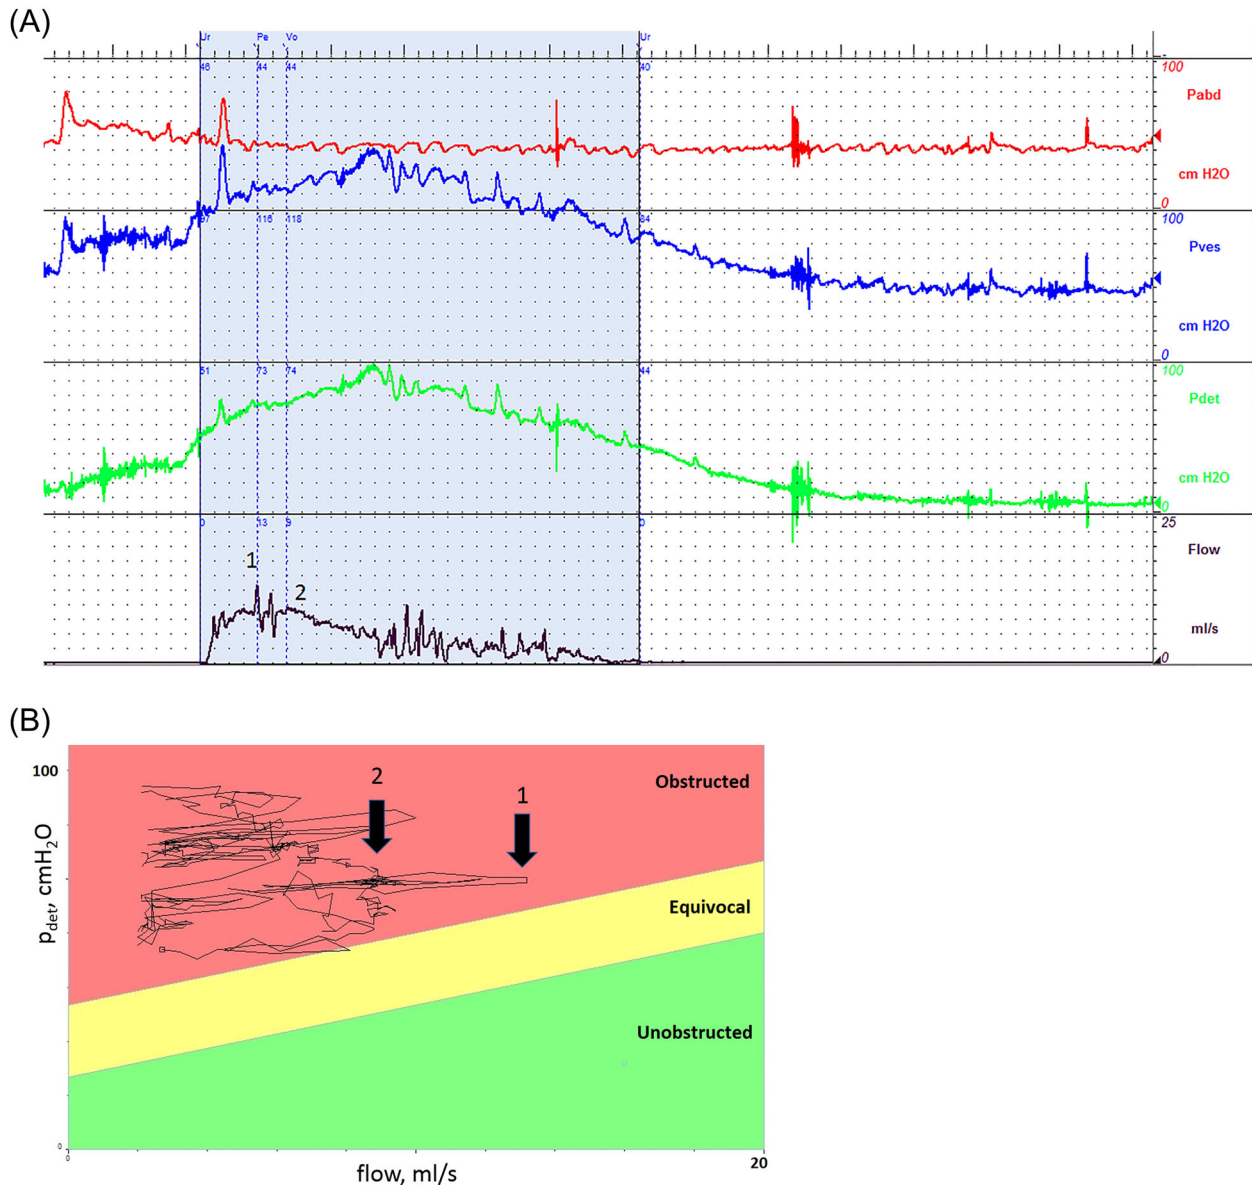 (A)
Ur Pe Vo Ur
46 44 44 40
100
Pabd
cm H2O
0
97 116 118 84
100
Pves
cm H2O
0
51 73 74 44
100
Pdet
cm H2O
0
0 13 9 0
25
1
2
Flow
ml/s
0
(B)
100
2
1
Obstructed
Equivocal
Unobstructed
pdet, cmH2O
0
0
20
flow, ml/s